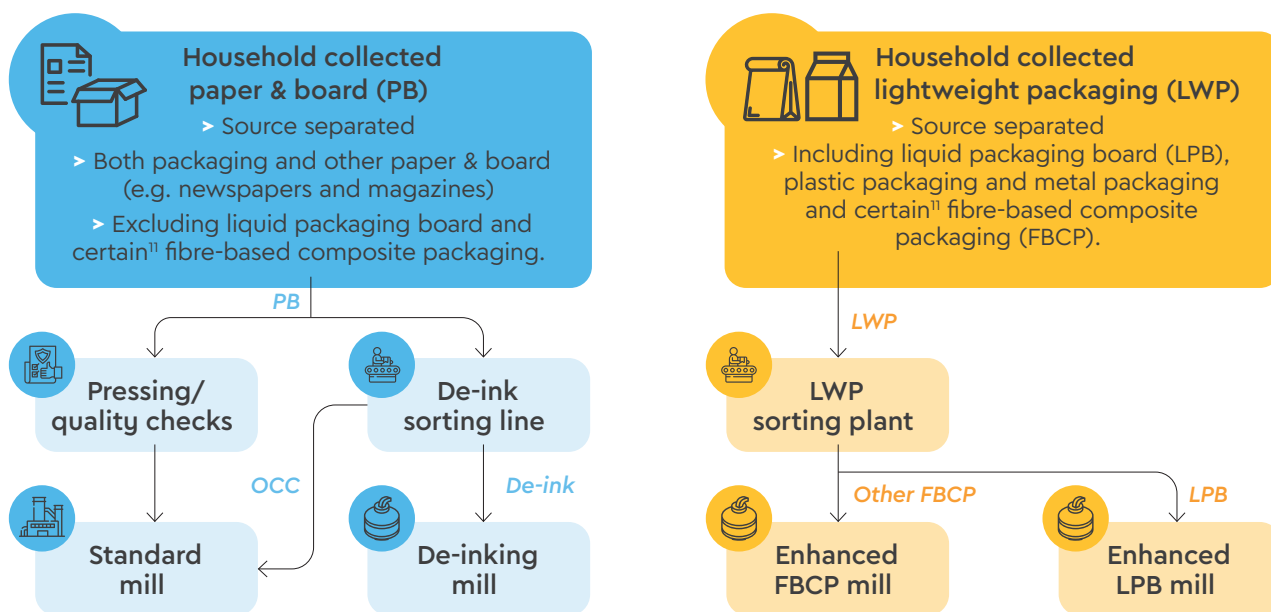 Household collected
paper & board (PB)
> Source separated
> Both packaging and other paper & board
(e.g. newspapers and magazines)
> Excluding liquid packaging board and
certain¹¹ fibre-based composite packaging.
PB
Pressing/
quality checks
De-ink
sorting line
OCC
De-ink
Standard
mill
De-inking
mill
Household collected
lightweight packaging (LWP)
> Source separated
> Including liquid packaging board (LPB),
plastic packaging and metal packaging
and certain¹¹ fibre-based composite
packaging (FBCP).
LWP
LWP
sorting plant
Other FBCP
LPB
Enhanced
FBCP mill
Enhanced
LPB mill